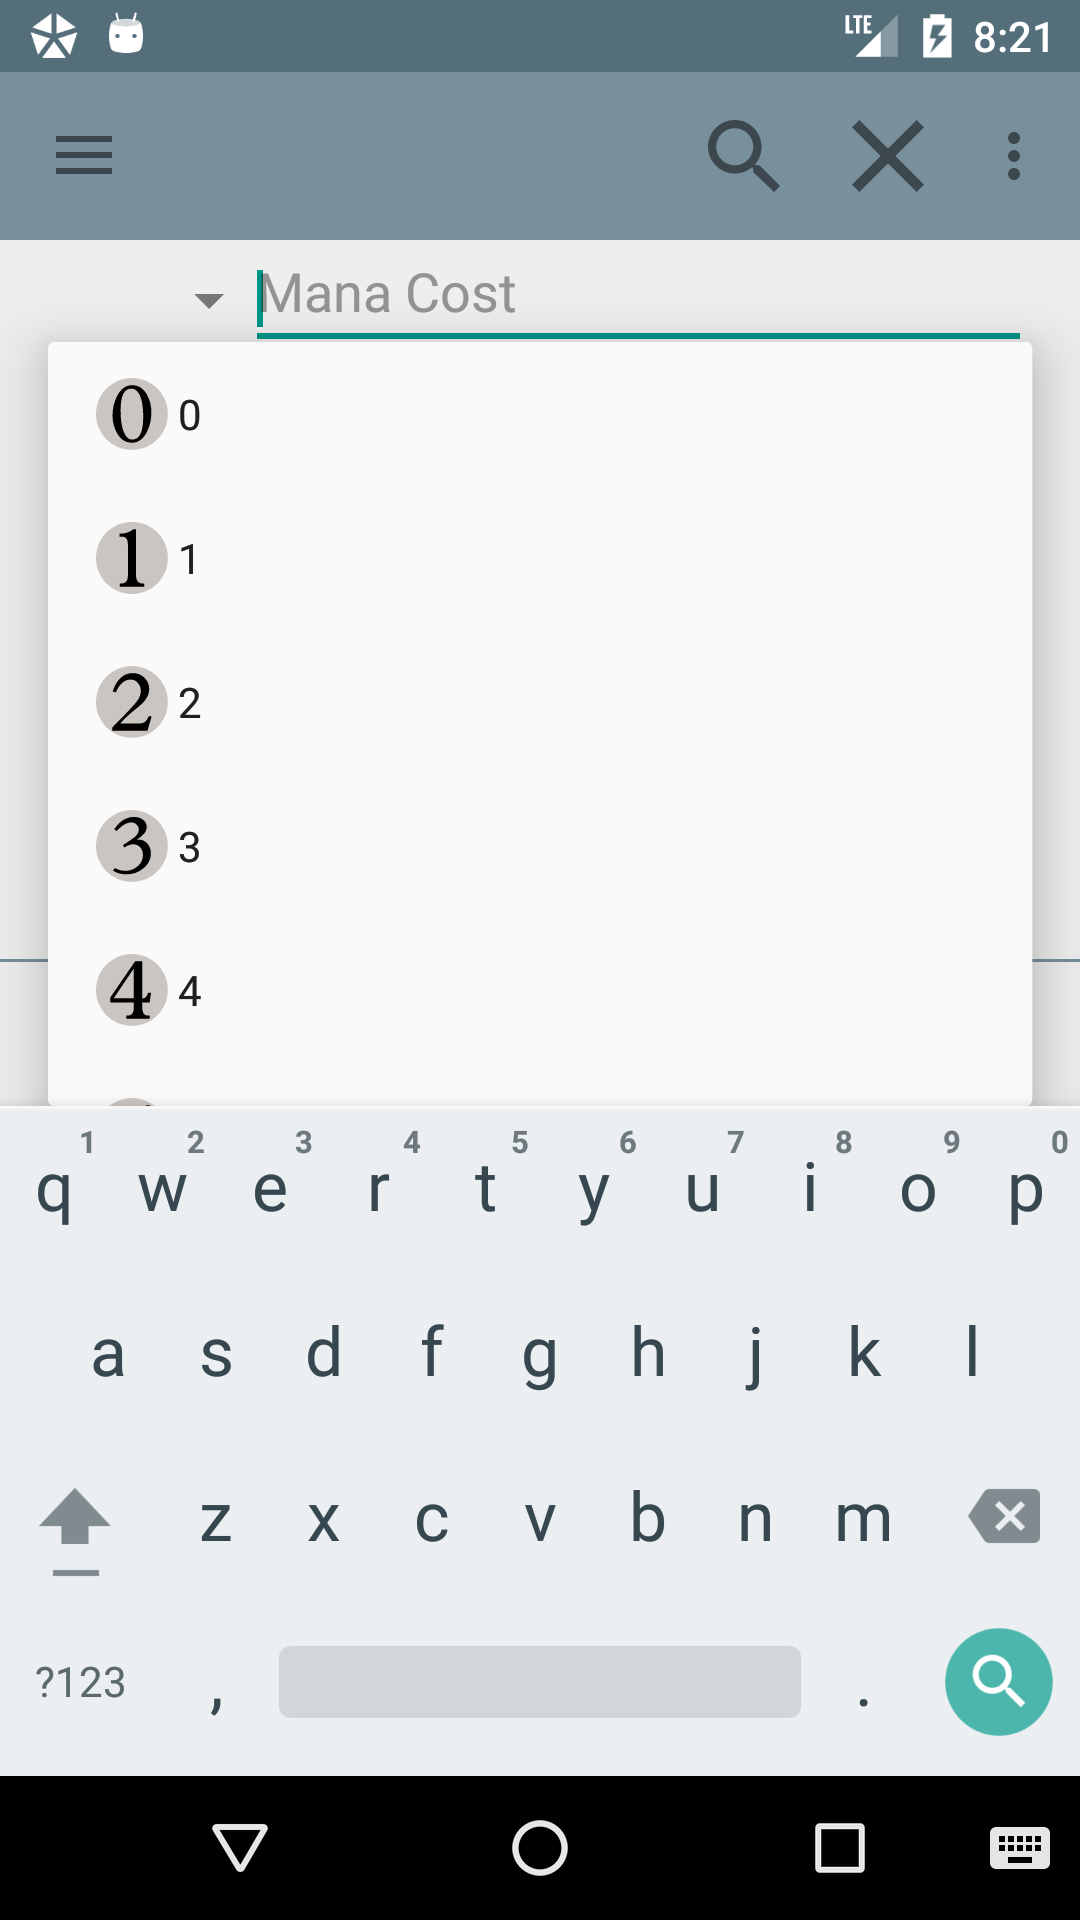 LTE 8:21
Mana Cost
0 0
1 1
2 2
3 3
4 4
1 2 3 4 5 6 7 8 9 0
q w e r t y u i o p
a s d f g h j k l
z x c v b n m
?123 , .